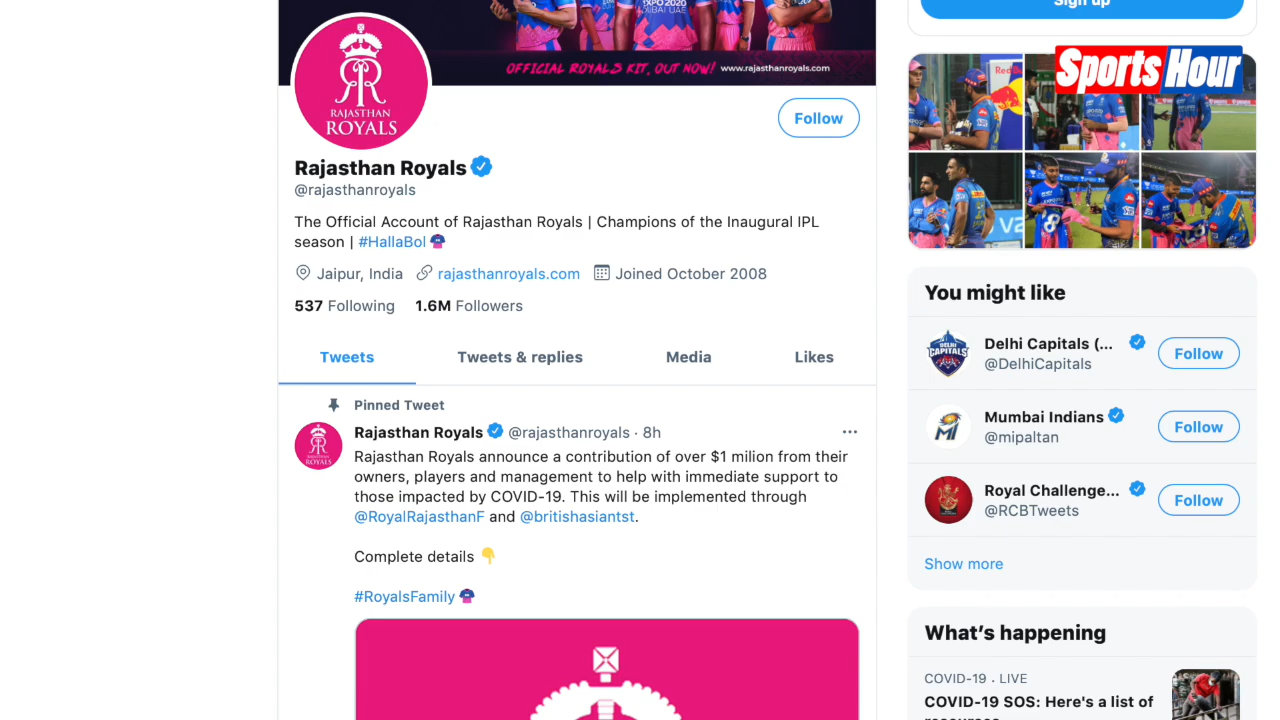 1XPO2020
DUBAI UAE
OFFICIAL ROYALS KIT, OUT NOW! www.rajasthanroyals.com
RAJASTHAN
ROYALS
Follow
Rajasthan Royals
@rajasthanroyals
The Official Account of Rajasthan Royals | Champions of the Inaugural IPL
season | #HallaBol
Jaipur, India rajasthanroyals.com Joined October 2008
537 Following 1.6M Followers
Tweets Tweets & replies Media Likes
Pinned Tweet
Rajasthan Royals @rajasthanroyals · 8h
Rajasthan Royals announce a contribution of over $1 milion from their
owners, players and management to help with immediate support to
those impacted by COVID-19. This will be implemented through
@RoyalRajasthanF and @britishasiantst.
Complete details 👇
#RoyalsFamily
Sign up
Sports Hour
You might like
Delhi Capitals (...
@DelhiCapitals
Follow
Mumbai Indians
@mipaltan
Follow
Royal Challenge...
@RCBTweets
Follow
Show more
What's happening
COVID-19 · LIVE
COVID-19 SOS: Here's a list of